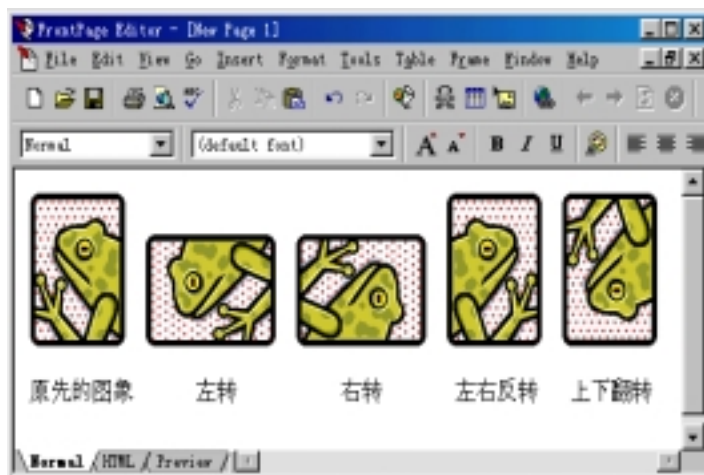 FrontPage Editor - [New Page 1]
File Edit View Go Insert Format Tools Table Frame Window Help
Normal (default font) A A B I U
原先的图象 左转 右转 左右反转 上下翻转
Normal HTML Preview